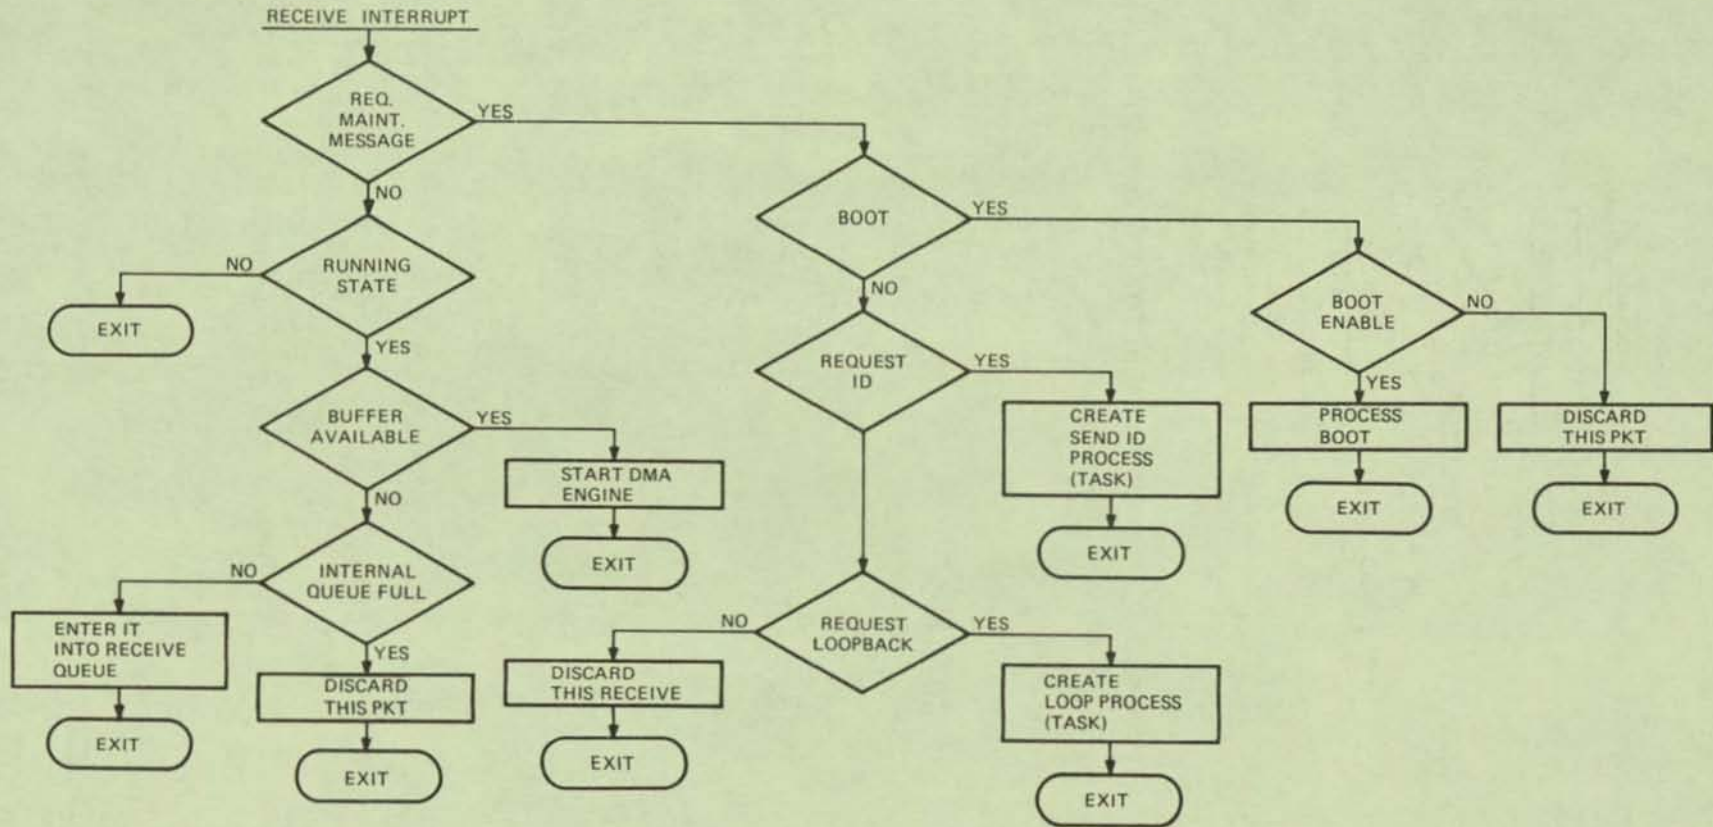 RECEIVE INTERRUPT
REQ.
MAINT.
MESSAGE
YES
NO
BOOT
YES
NO
RUNNING
STATE
NO
YES
EXIT
BOOT
ENABLE
NO
YES
REQUEST
ID
YES
BUFFER
AVAILABLE
YES
NO
CREATE
SEND ID
PROCESS
(TASK)
PROCESS
BOOT
DISCARD
THIS PKT
START DMA
ENGINE
EXIT
EXIT
EXIT
EXIT
INTERNAL
QUEUE FULL
NO
YES
REQUEST
LOOPBACK
NO
YES
ENTER IT
INTO RECEIVE
QUEUE
DISCARD
THIS PKT
DISCARD
THIS RECEIVE
CREATE
LOOP PROCESS
(TASK)
EXIT
EXIT
EXIT
EXIT